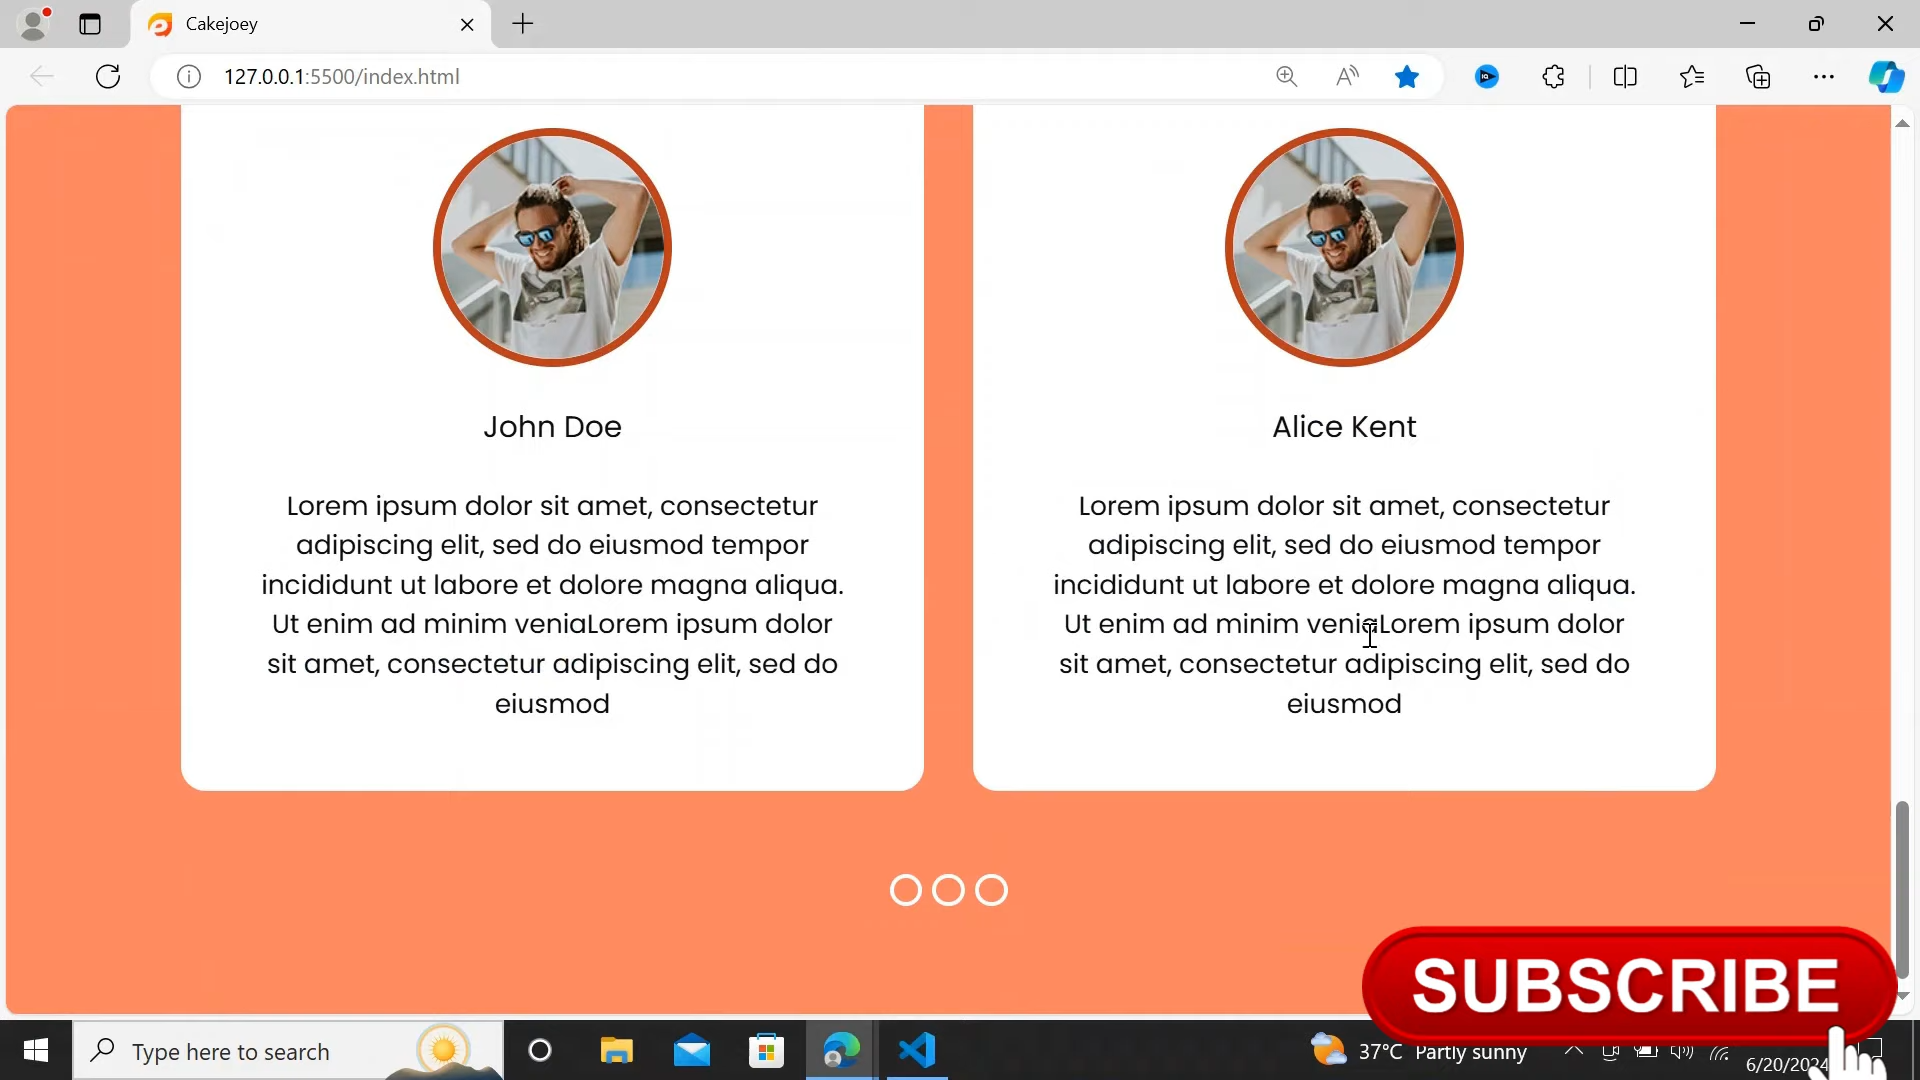 Cakejoey
127.0.0.1:5500/index.html
John Doe
Lorem ipsum dolor sit amet, consectetur
adipiscing elit, sed do eiusmod tempor
incididunt ut labore et dolore magna aliqua.
Ut enim ad minim veniaLorem ipsum dolor
sit amet, consectetur adipiscing elit, sed do
eiusmod
Alice Kent
Lorem ipsum dolor sit amet, consectetur
adipiscing elit, sed do eiusmod tempor
incididunt ut labore et dolore magna aliqua.
Ut enim ad minim veniaLorem ipsum dolor
sit amet, consectetur adipiscing elit, sed do
eiusmod
SUBSCRIBE
Type here to search
37°C Partly sunny
6/20/2024